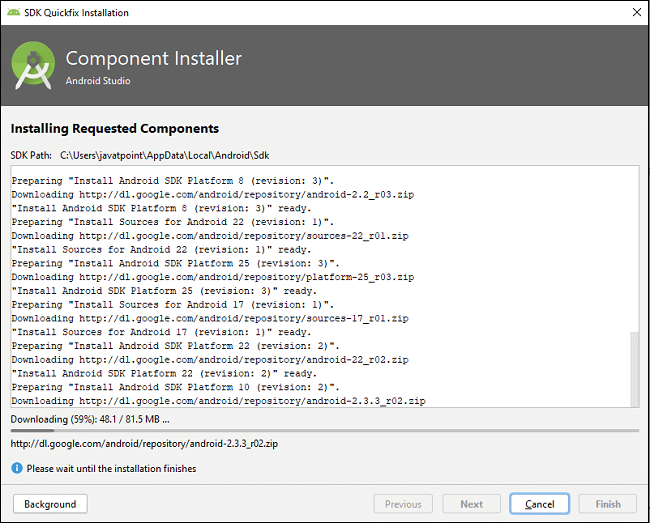 SDK Quickfix Installation
Component Installer
Android Studio
Installing Requested Components
SDK Path: C:\Users\javatpoint\AppData\Local\Android\Sdk
Preparing "Install Android SDK Platform 8 (revision: 3)".
Downloading http://dl.google.com/android/repository/android-2.2_r03.zip
"Install Android SDK Platform 8 (revision: 3)" ready.
Preparing "Install Sources for Android 22 (revision: 1)".
Downloading http://dl.google.com/android/repository/sources-22_r01.zip
"Install Sources for Android 22 (revision: 1)" ready.
Preparing "Install Android SDK Platform 25 (revision: 3)".
Downloading http://dl.google.com/android/repository/platform-25_r03.zip
"Install Android SDK Platform 25 (revision: 3)" ready.
Preparing "Install Sources for Android 17 (revision: 1)".
Downloading http://dl.google.com/android/repository/sources-17_r01.zip
"Install Sources for Android 17 (revision: 1)" ready.
Preparing "Install Android SDK Platform 22 (revision: 2)".
Downloading http://dl.google.com/android/repository/android-22_r02.zip
"Install Android SDK Platform 22 (revision: 2)" ready.
Preparing "Install Android SDK Platform 10 (revision: 2)".
Downloading http://dl.google.com/android/repository/android-2.3.3_r02.zip
Downloading (59%): 48.1 / 81.5 MB ...
http://dl.google.com/android/repository/android-2.3.3_r02.zip
Please wait until the installation finishes
Background
Previous
Next
Cancel
Finish